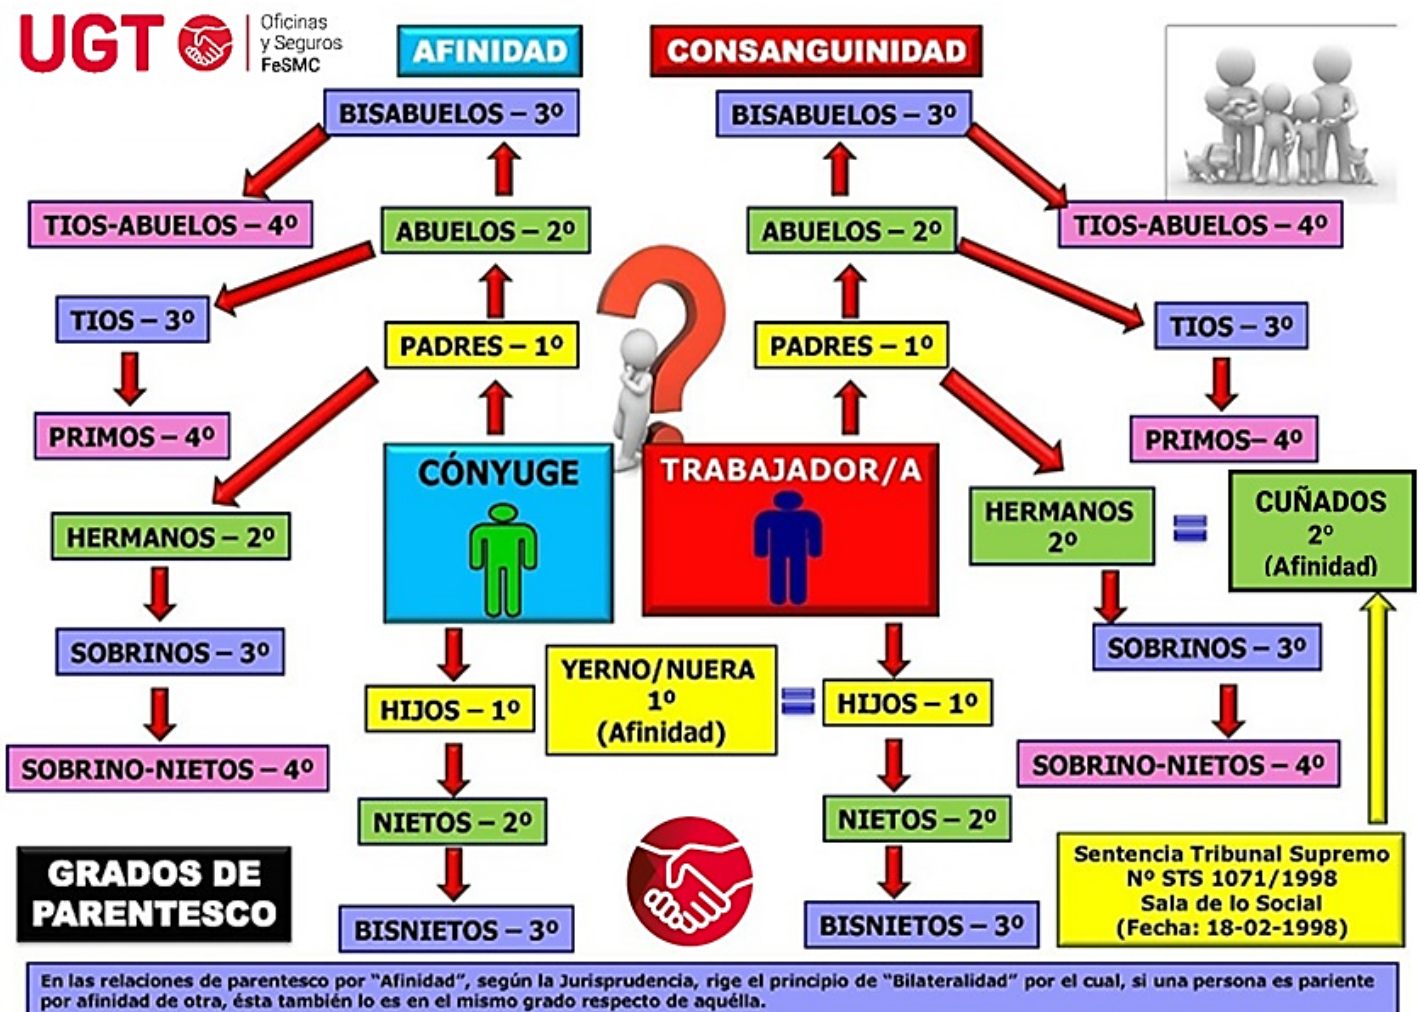 UGT
Oficinas
y Seguros
FeSMC
AFINIDAD
CONSANGUINIDAD
BISABUELOS – 3º
BISABUELOS – 3º
TIOS-ABUELOS – 4º
ABUELOS – 2º
ABUELOS – 2º
TIOS-ABUELOS – 4º
TIOS – 3º
PADRES – 1º
PADRES – 1º
TIOS – 3º
PRIMOS – 4º
PRIMOS– 4º
CÓNYUGE
TRABAJADOR/A
HERMANOS – 2º
HERMANOS
2º
=
CUÑADOS
2º
(Afinidad)
SOBRINOS – 3º
SOBRINOS – 3º
HIJOS – 1º
YERNO/NUERA
1º
(Afinidad)
=
HIJOS – 1º
SOBRINO-NIETOS – 4º
SOBRINO-NIETOS – 4º
NIETOS – 2º
NIETOS – 2º
GRADOS DE
PARENTESCO
BISNIETOS – 3º
BISNIETOS – 3º
Sentencia Tribunal Supremo
Nº STS 1071/1998
Sala de lo Social
(Fecha: 18-02-1998)
En las relaciones de parentesco por “Afinidad”, según la Jurisprudencia, rige el principio de “Bilateralidad” por el cual, si una persona es pariente
por afinidad de otra, ésta también lo es en el mismo grado respecto de aquélla.